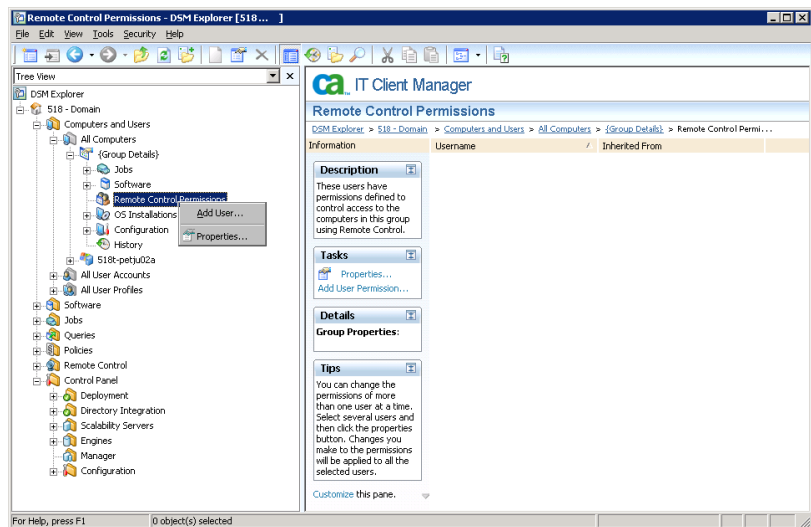 Remote Control Permissions - DSM Explorer [518... ]
File Edit View Tools Security Help
Tree View
DSM Explorer
518 - Domain
Computers and Users
All Computers
{Group Details}
Jobs
Software
Remote Control Permissions
OS Installations
Configuration
History
518t-petju02a
All User Accounts
All User Profiles
Software
Jobs
Queries
Policies
Remote Control
Control Panel
Deployment
Directory Integration
Scalability Servers
Engines
Manager
Configuration
Add User...
Properties...
ca IT Client Manager
Remote Control Permissions
DSM Explorer > 518 - Domain > Computers and Users > All Computers > {Group Details} > Remote Control Permi...
Information Username / Inherited From
Description
These users have
permissions defined to
control access to the
computers in this group
using Remote Control.
Tasks
Properties...
Add User Permission...
Details
Group Properties:
Tips
You can change the
permissions of more
than one user at a time.
Select several users and
then click the properties
button. Changes you
make to the permissions
will be applied to all the
selected users.
Customize this pane.
For Help, press F1 0 object(s) selected